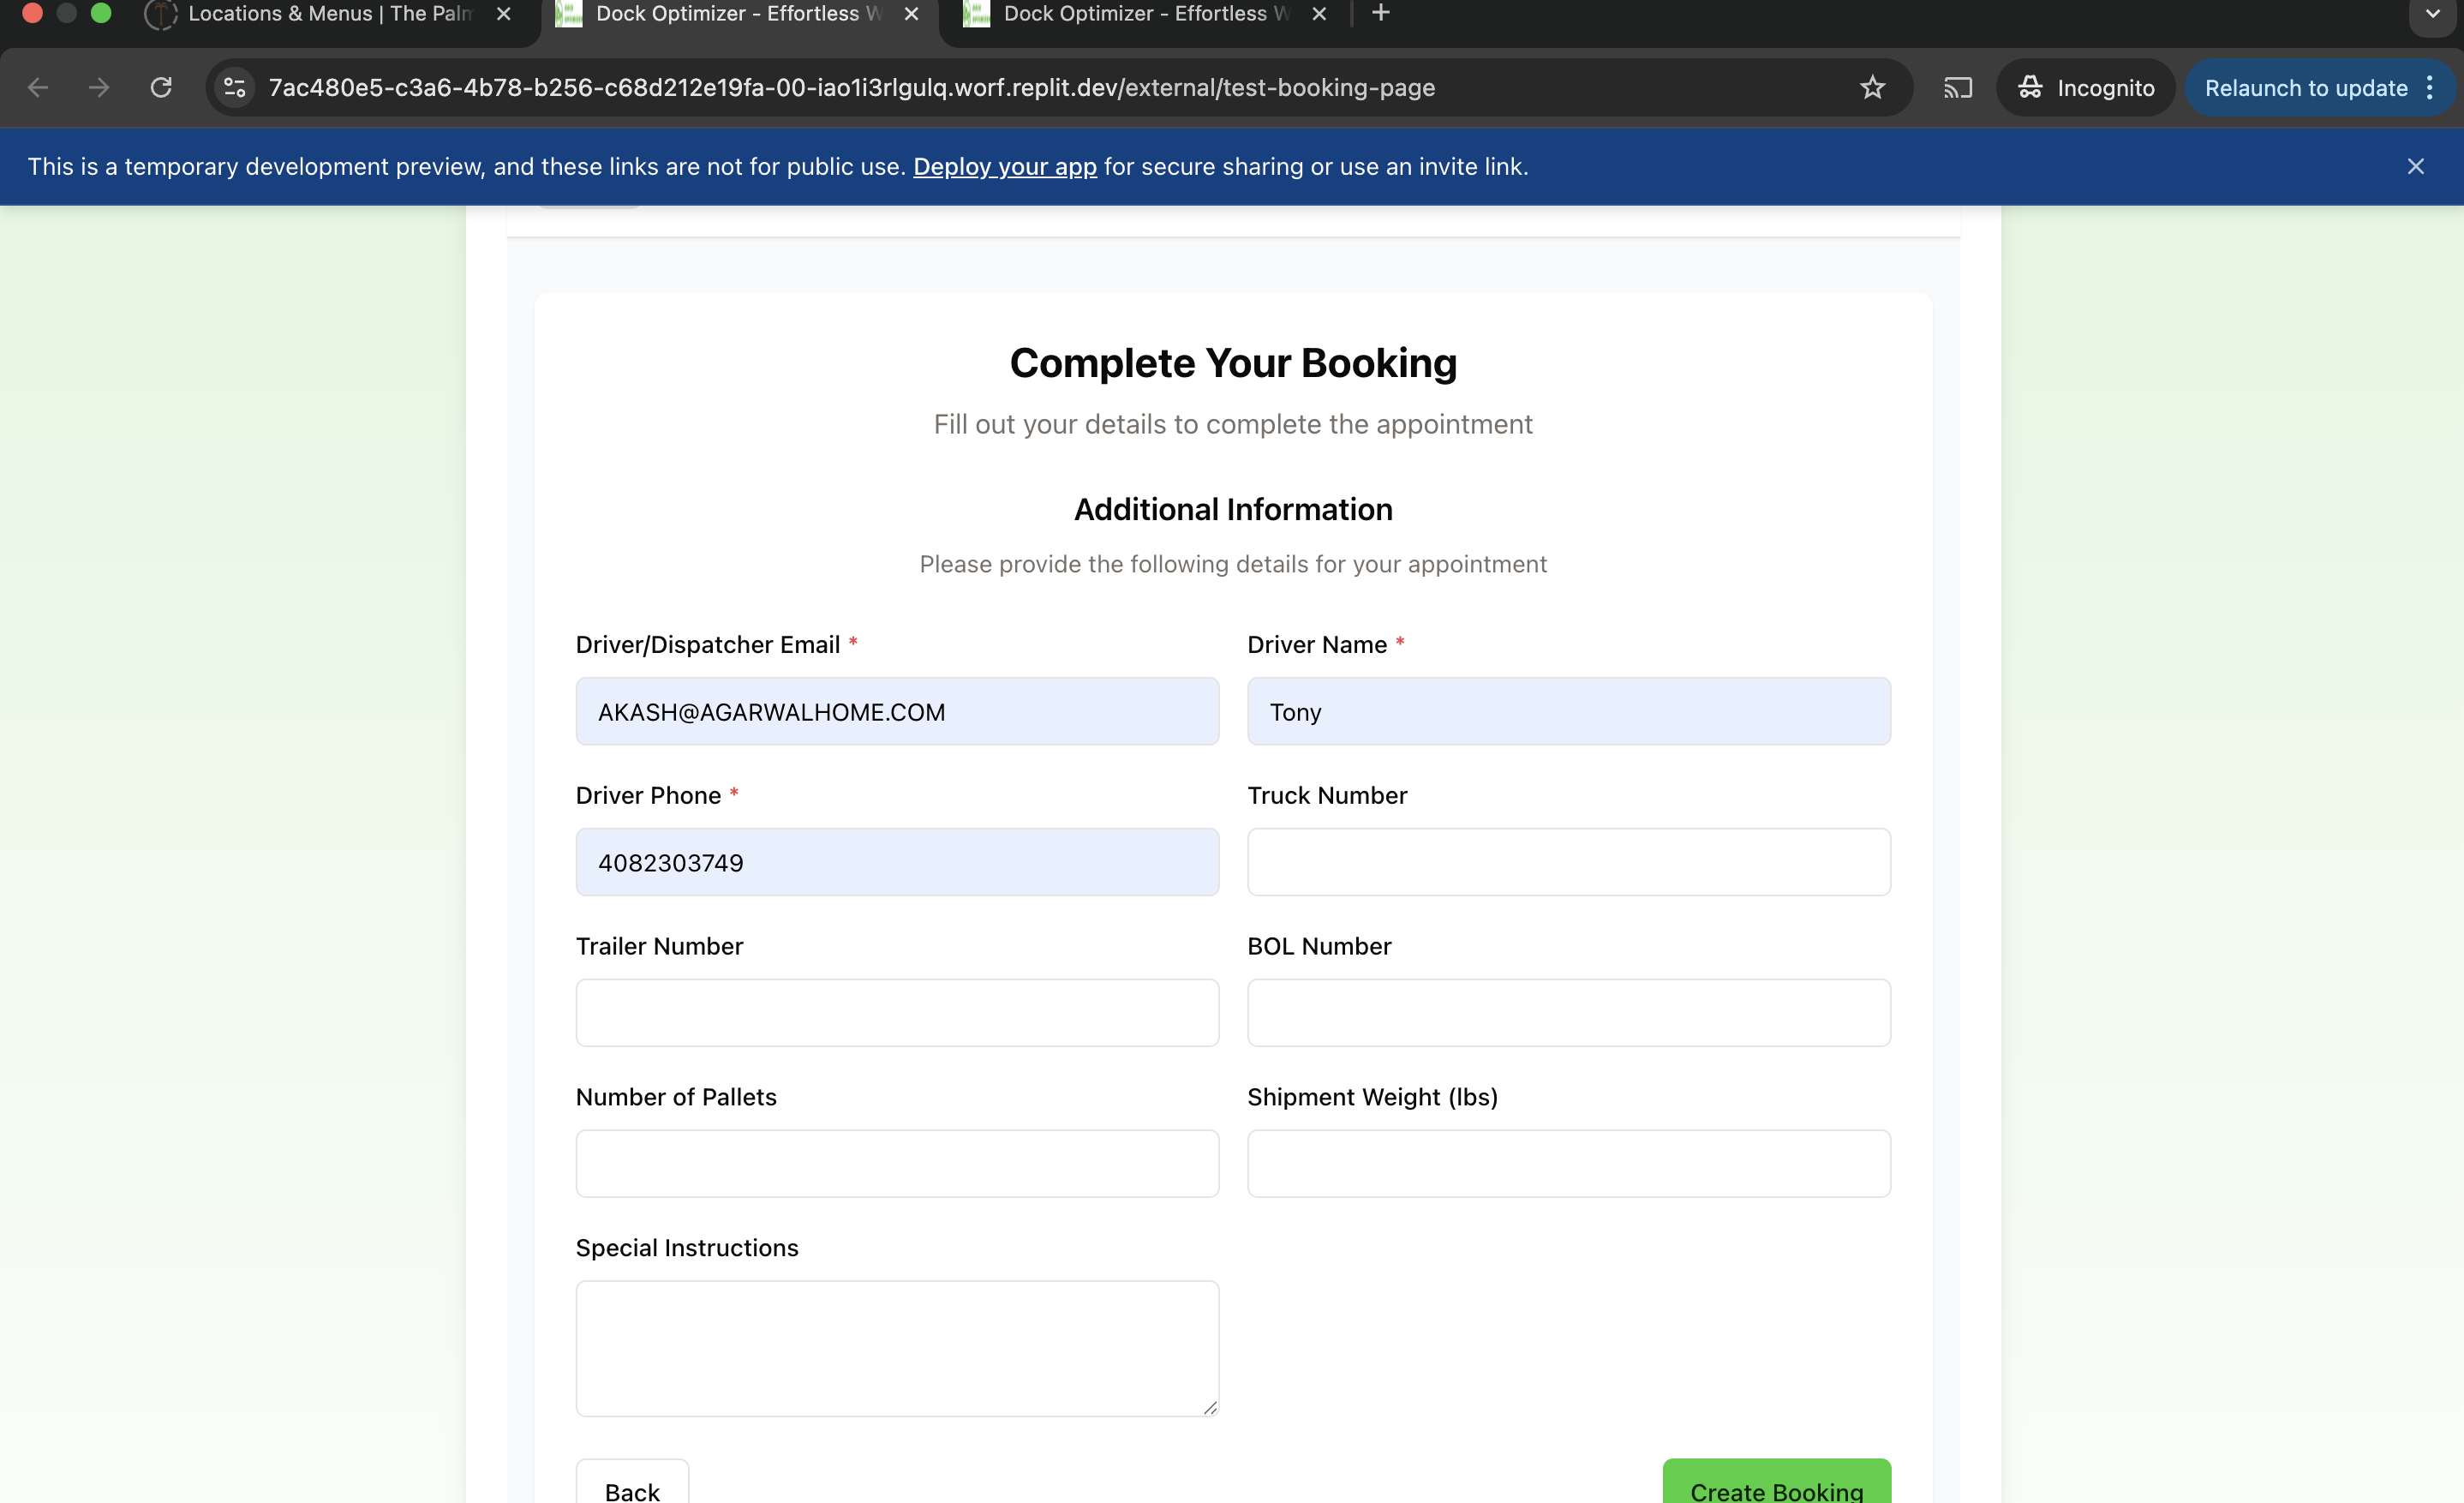 Locations & Menus | The Palm
Dock Optimizer - Effortless W
Dock Optimizer - Effortless W
7ac480e5-c3a6-4b78-b256-c68d212e19fa-00-iao1i3rlgulq.worf.replit.dev/external/test-booking-page
Incognito
Relaunch to update
This is a temporary development preview, and these links are not for public use. Deploy your app for secure sharing or use an invite link.
Complete Your Booking
Fill out your details to complete the appointment
Additional Information
Please provide the following details for your appointment
Driver/Dispatcher Email *
Driver Name *
AKASH@AGARWALHOME.COM
Tony
Driver Phone *
Truck Number
4082303749
Trailer Number
BOL Number
Number of Pallets
Shipment Weight (lbs)
Special Instructions
Back
Create Booking